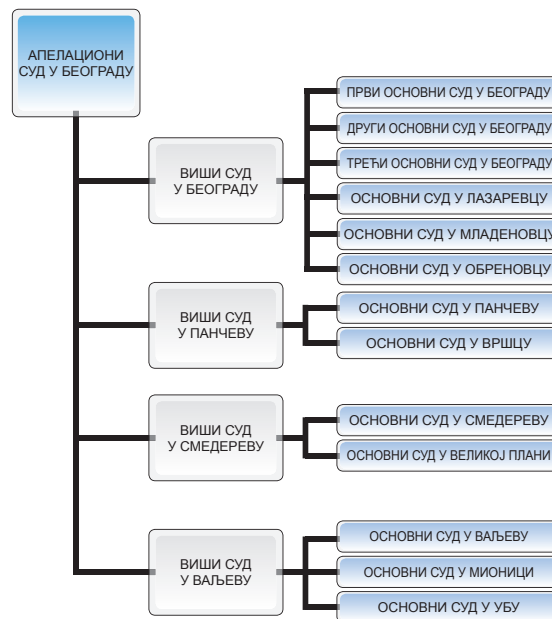 АПЕЛАЦИОНИ
СУД У БЕОГРАДУ
ВИШИ СУД
У БЕОГРАДУ
ПРВИ ОСНОВНИ СУД У БЕОГРАДУ
ДРУГИ ОСНОВНИ СУД У БЕОГРАДУ
ТРЕЋИ ОСНОВНИ СУД У БЕОГРАДУ
ОСНОВНИ СУД У ЛАЗАРЕВЦУ
ОСНОВНИ СУД У МЛАДЕНОВЦУ
ОСНОВНИ СУД У ОБРЕНОВЦУ
ВИШИ СУД
У ПАНЧЕВУ
ОСНОВНИ СУД У ПАНЧЕВУ
ОСНОВНИ СУД У ВРШЦУ
ВИШИ СУД
У СМЕДЕРЕВУ
ОСНОВНИ СУД У СМЕДЕРЕВУ
ОСНОВНИ СУД У ВЕЛИКОЈ ПЛАНИ
ВИШИ СУД
У ВАЉЕВУ
ОСНОВНИ СУД У ВАЉЕВУ
ОСНОВНИ СУД У МИОНИЦИ
ОСНОВНИ СУД У УБУ